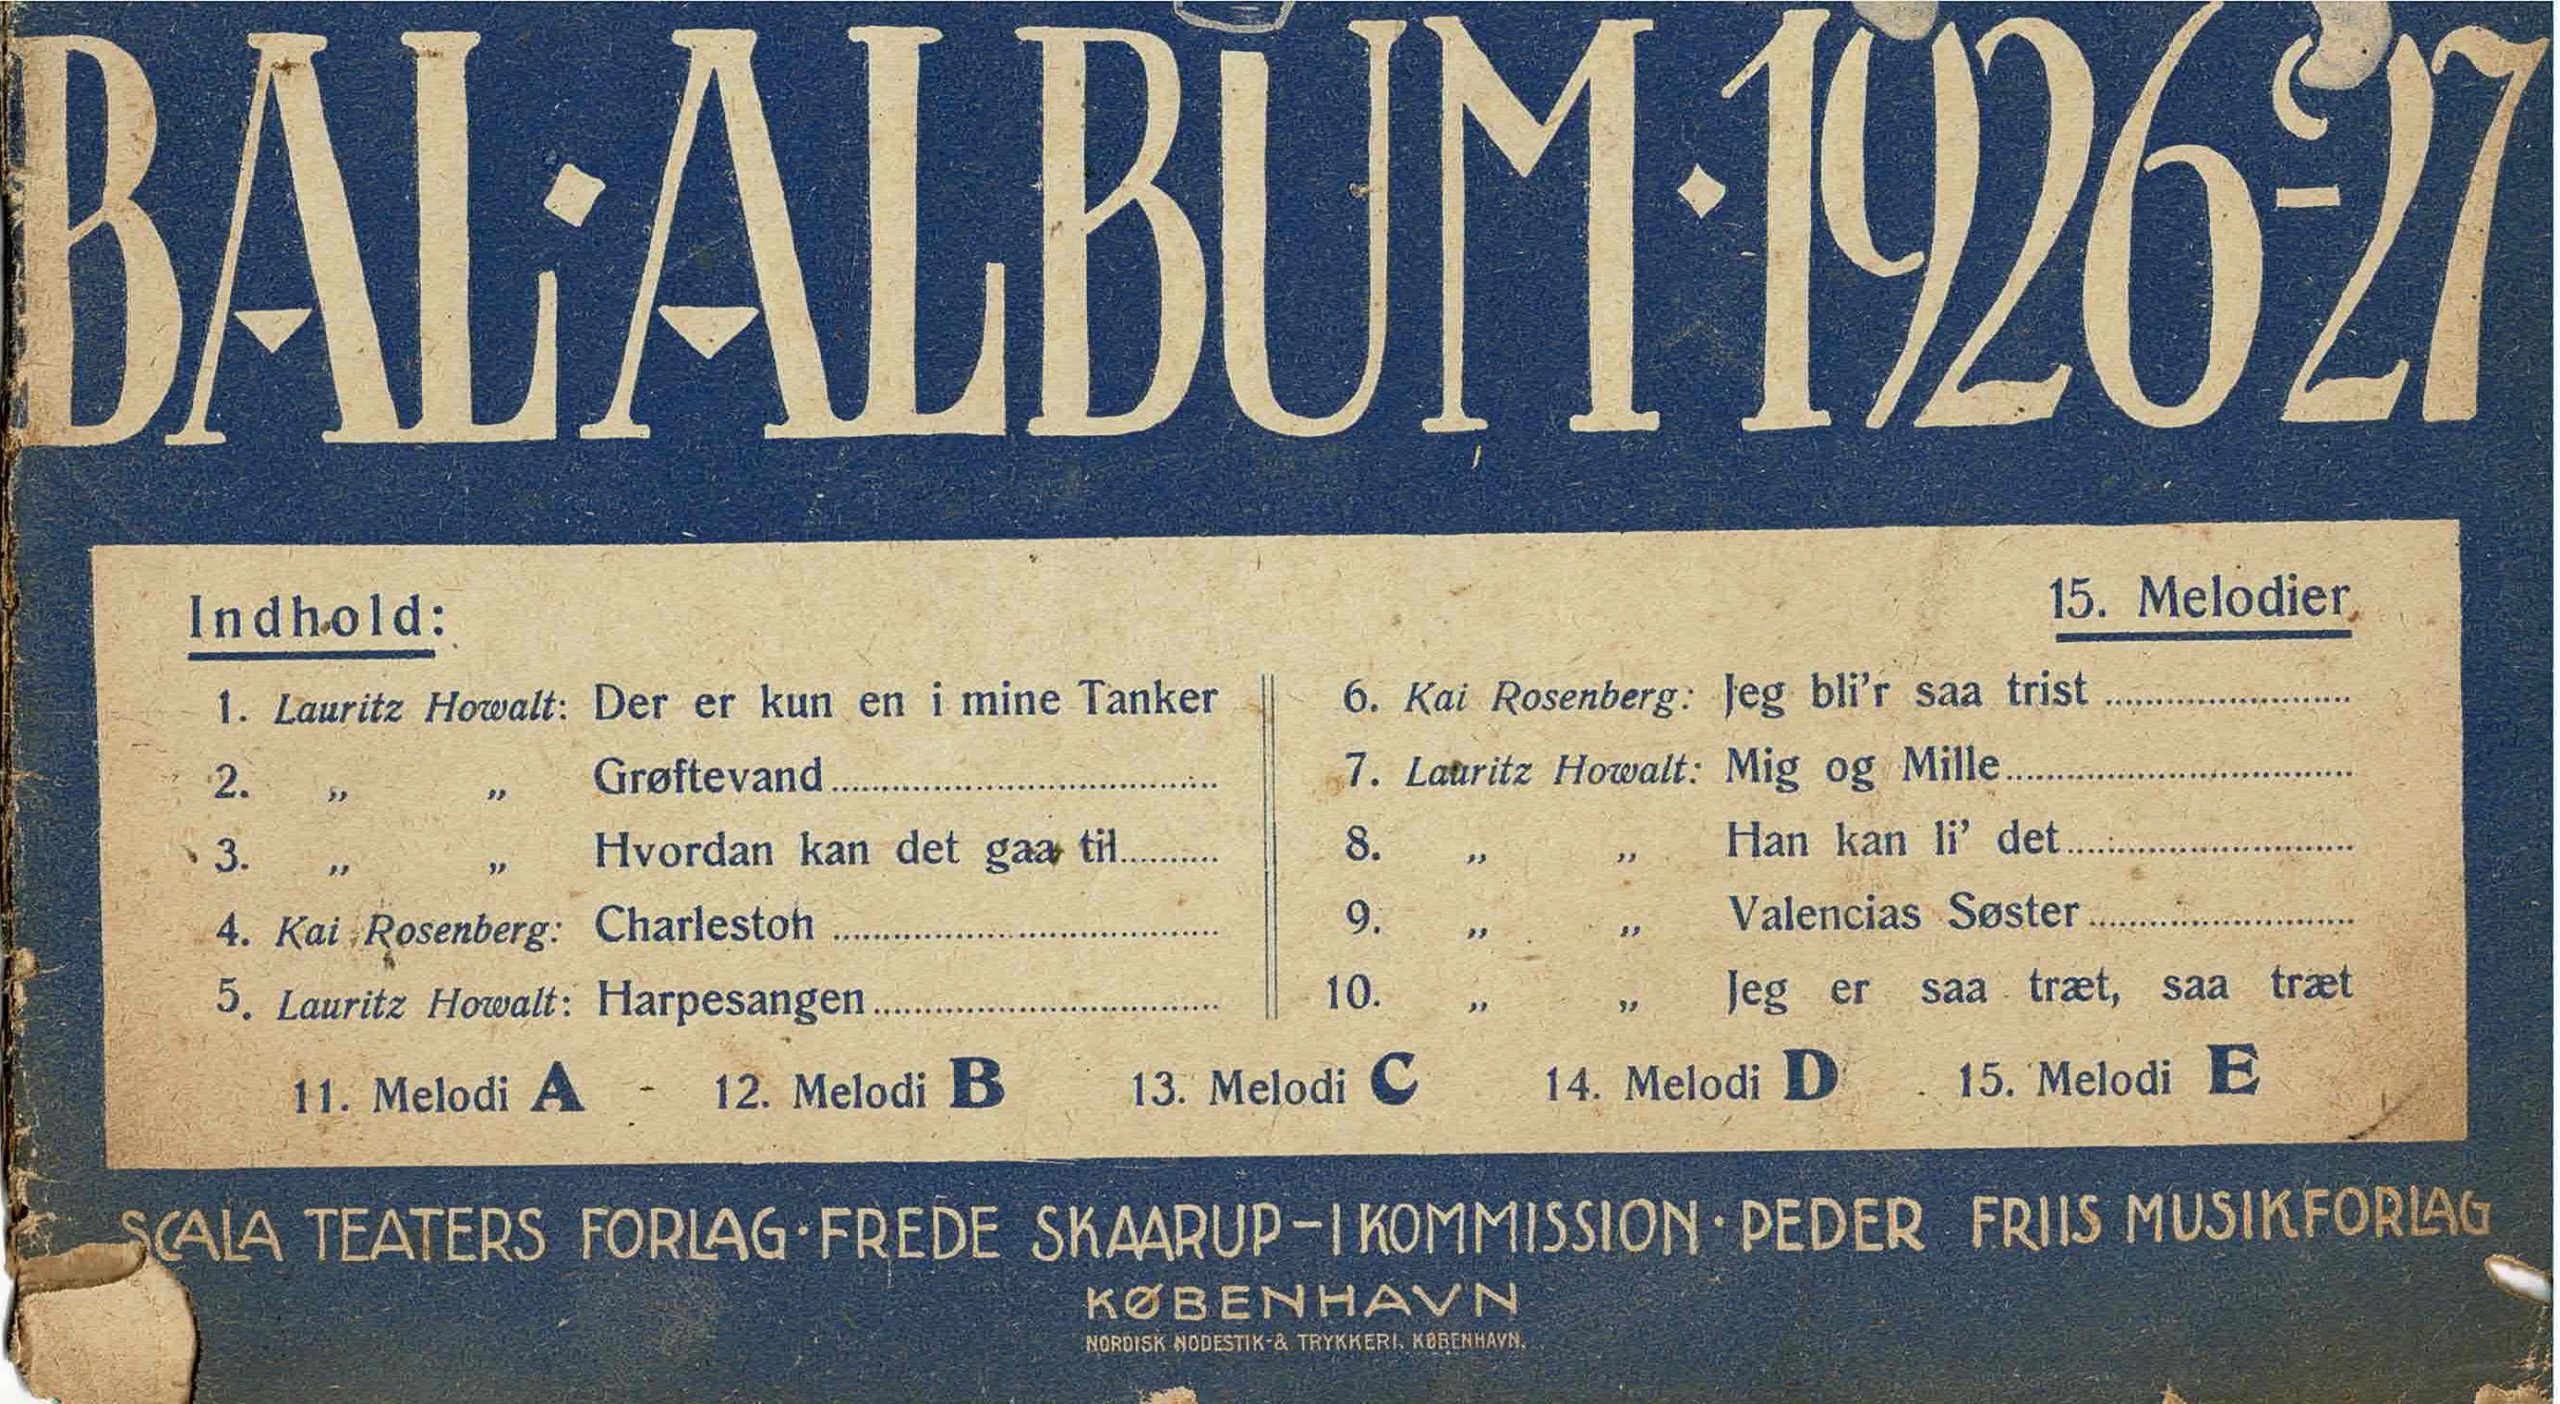 BAL·ALBUM·1926-27
Indhold:
15. Melodier
1. Lauritz Howalt: Der er kun en i mine Tanker
2. „ „ Grøftevand
3. „ „ Hvordan kan det gaa til
4. Kai Rosenberg: Charleston
5. Lauritz Howalt: Harpesangen
6. Kai Rosenberg: Jeg bli'r saa trist
7. Lauritz Howalt: Mig og Mille
8. „ „ Han kan li' det
9. „ „ Valencias Søster
10. „ „ Jeg er saa træt, saa træt
11. Melodi A - 12. Melodi B 13. Melodi C 14. Melodi D 15. Melodi E
SCALA TEATERS FORLAG·FREDE SKAARUP-I KOMMISSION·PEDER FRIIS MUSIKFORLAG
KØBENHAVN
NORDISK NODESTIK-& TRYKKERI. KØBENHAVN.